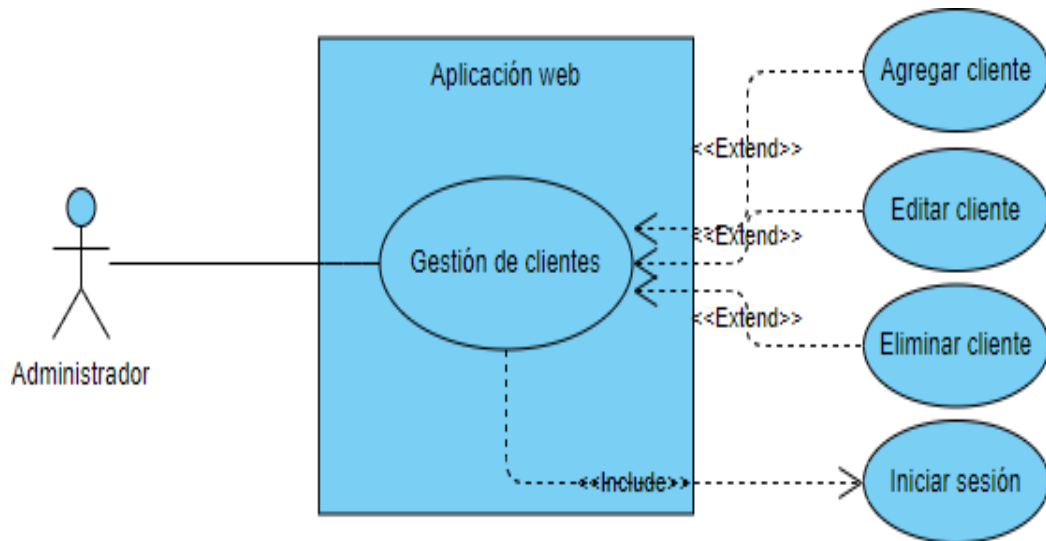 Aplicación web
Agregar cliente
<<Extend>>
Editar cliente
<<Extend>>
Gestión de clientes
<<Extend>>
Eliminar cliente
Administrador
<<Include>>
Iniciar sesión